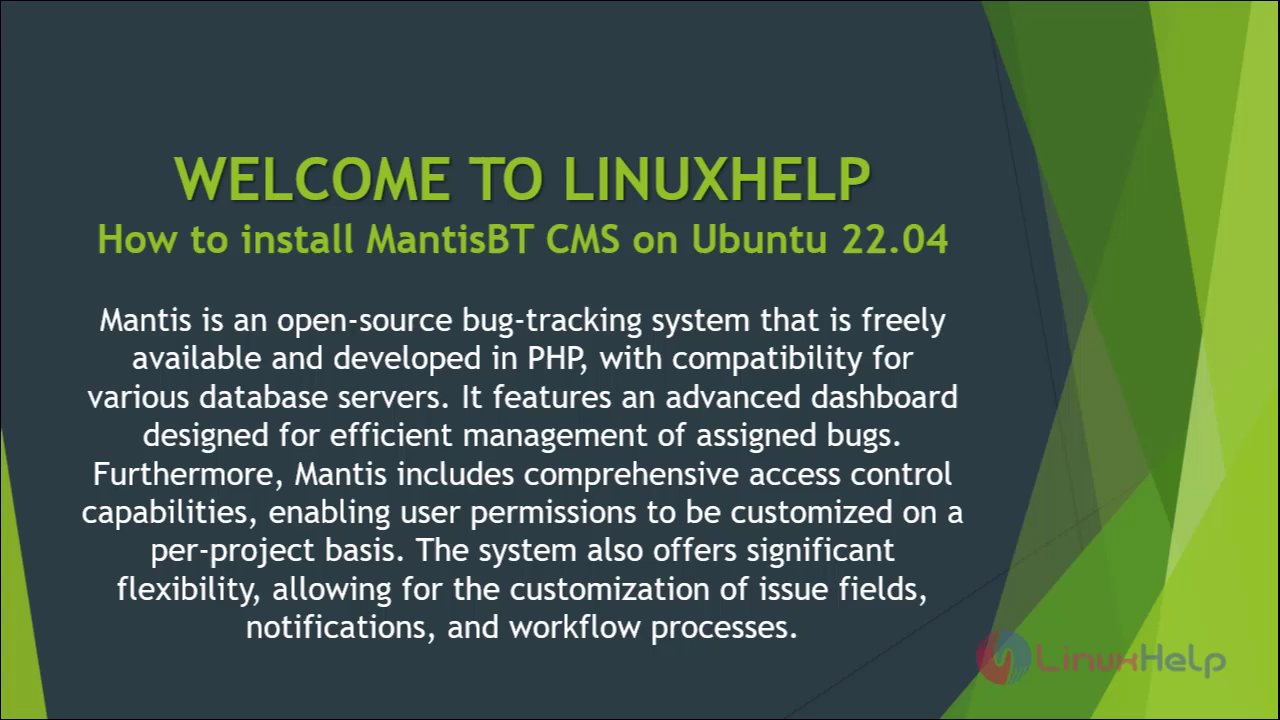 WELCOME TO LINUXHELP
How to install MantisBT CMS on Ubuntu 22.04
Mantis is an open-source bug-tracking system that is freely
available and developed in PHP, with compatibility for
various database servers. It features an advanced dashboard
designed for efficient management of assigned bugs.
Furthermore, Mantis includes comprehensive access control
capabilities, enabling user permissions to be customized on a
per-project basis. The system also offers significant
flexibility, allowing for the customization of issue fields,
notifications, and workflow processes.
LinuxHelp